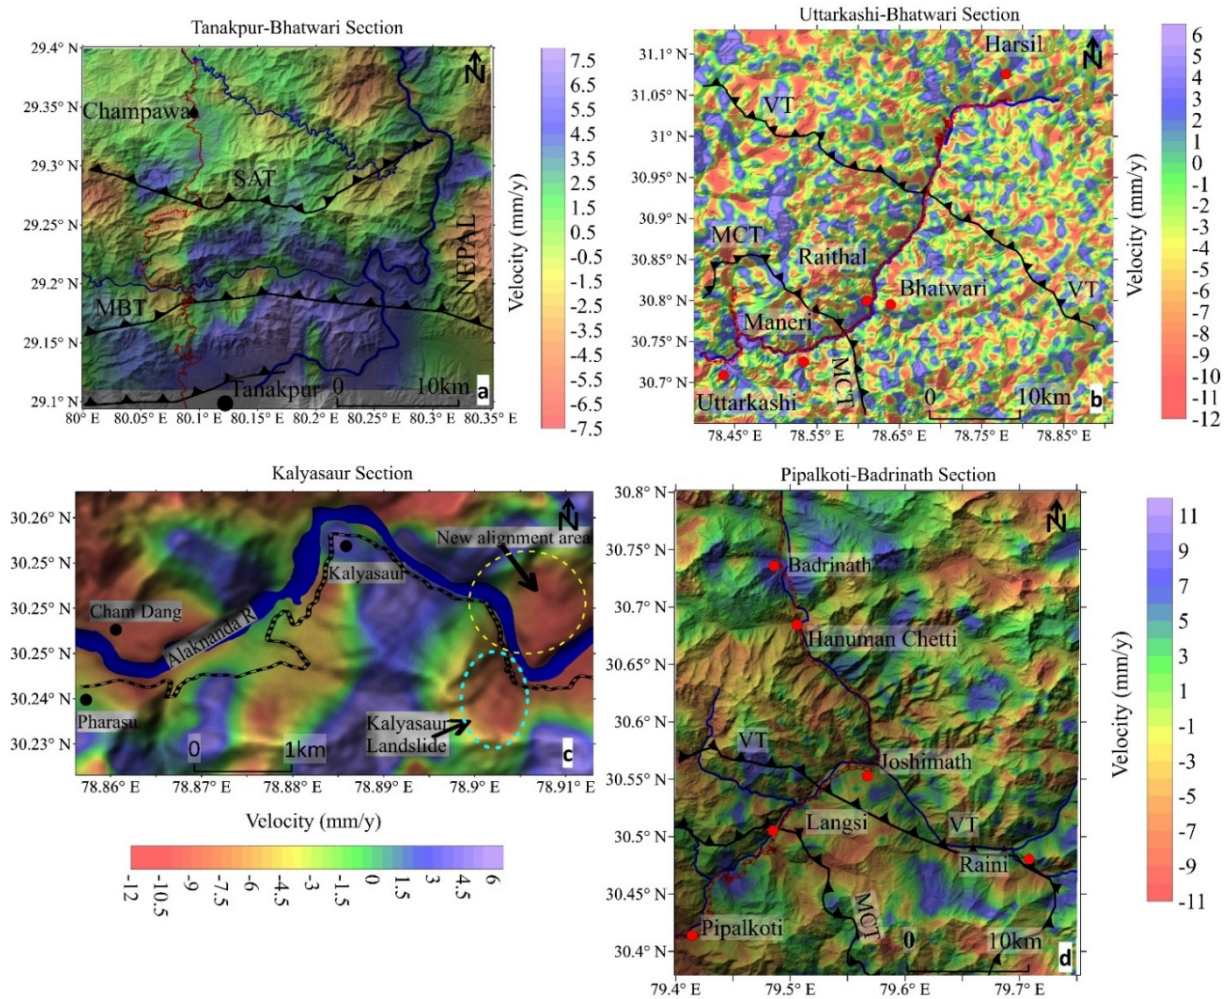 Tanakpur-Bhatwari Section
29.4° N
29.35° N
29.3° N
29.25° N
29.2° N
29.15° N
29.1° N
80° E
80.05° E
80.1° E
80.15° E
80.2° E
80.25° E
80.3° E
80.35° E
N
Champawa
SAT
MBT
NEPAL
Tanakpur
0
10km
a
Velocity (mm/y)
7.5
6.5
5.5
4.5
3.5
2.5
1.5
0.5
-0.5
-1.5
-2.5
-3.5
-4.5
-5.5
-6.5
-7.5
Uttarkashi-Bhatwari Section
31.1° N
31.05° N
31° N
30.95° N
30.9° N
30.85° N
30.8° N
30.75° N
30.7° N
78.45° E
78.55° E
78.65° E
78.75° E
78.85° E
Harsil
N
VT
MCT
Raithal
Bhatwari
VT
Maneri
MCT
Uttarkashi
0
10km
b
Velocity (mm/y)
6
5
4
3
2
1
0
-1
-2
-3
-4
-5
-6
-7
-8
-9
-10
-11
-12
Kalyasaur Section
30.26° N
30.25° N
30.25° N
30.24° N
30.24° N
30.23° N
78.86° E
78.87° E
78.88° E
78.89° E
78.9° E
78.91° E
N
New alignment area
Kalyasaur
Cham Dang
Alaknanda R
Pharasu
Kalyasaur
Landslide
0
1km
c
Velocity (mm/y)
-12
-10.5
-9
-7.5
-6
-4.5
-3
-1.5
0
1.5
3
4.5
6
Pipalkoti-Badrinath Section
30.8° N
30.75° N
30.7° N
30.65° N
30.6° N
30.55° N
30.5° N
30.45° N
30.4° N
79.4° E
79.5° E
79.6° E
79.7° E
N
Badrinath
Hanuman Chetti
VT
Joshimath
Langsi
VT
Raini
MCT
Pipalkoti
0
10km
d
Velocity (mm/y)
11
9
7
5
3
1
-1
-3
-5
-7
-9
-11